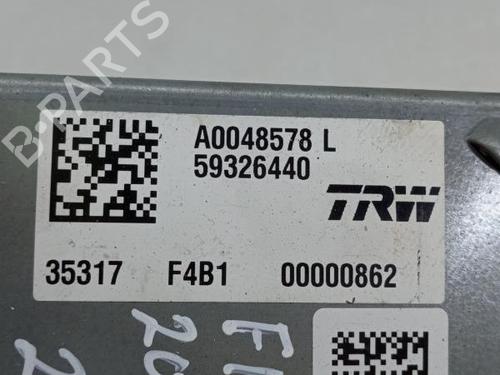 B-PARTS
A0048578 L
59326440
TRW
35317 F4B1 00000862